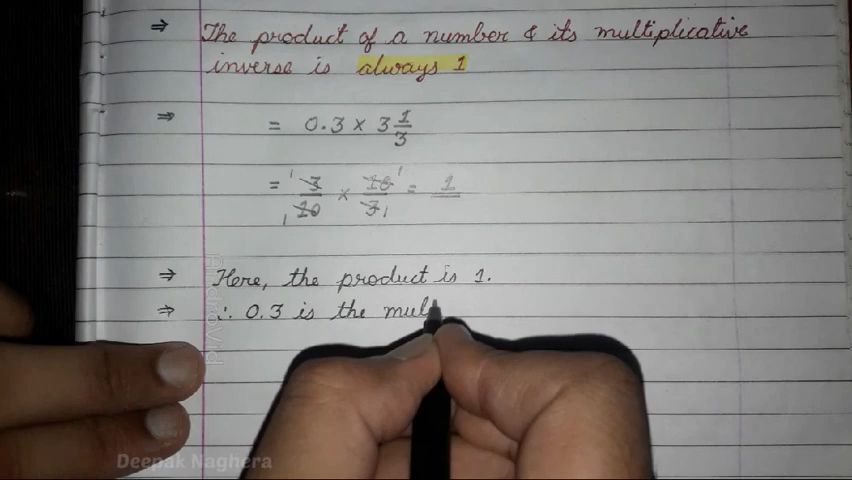 ⇒ The product of a number & its multiplicative
inverse is always 1
⇒ = 0.3 × 3 1/3
= 3/10 × 10/3 = 1
⇒ Here, the product is 1.
⇒ ∴ 0.3 is the mul
AndroVid
Deepak Naghera